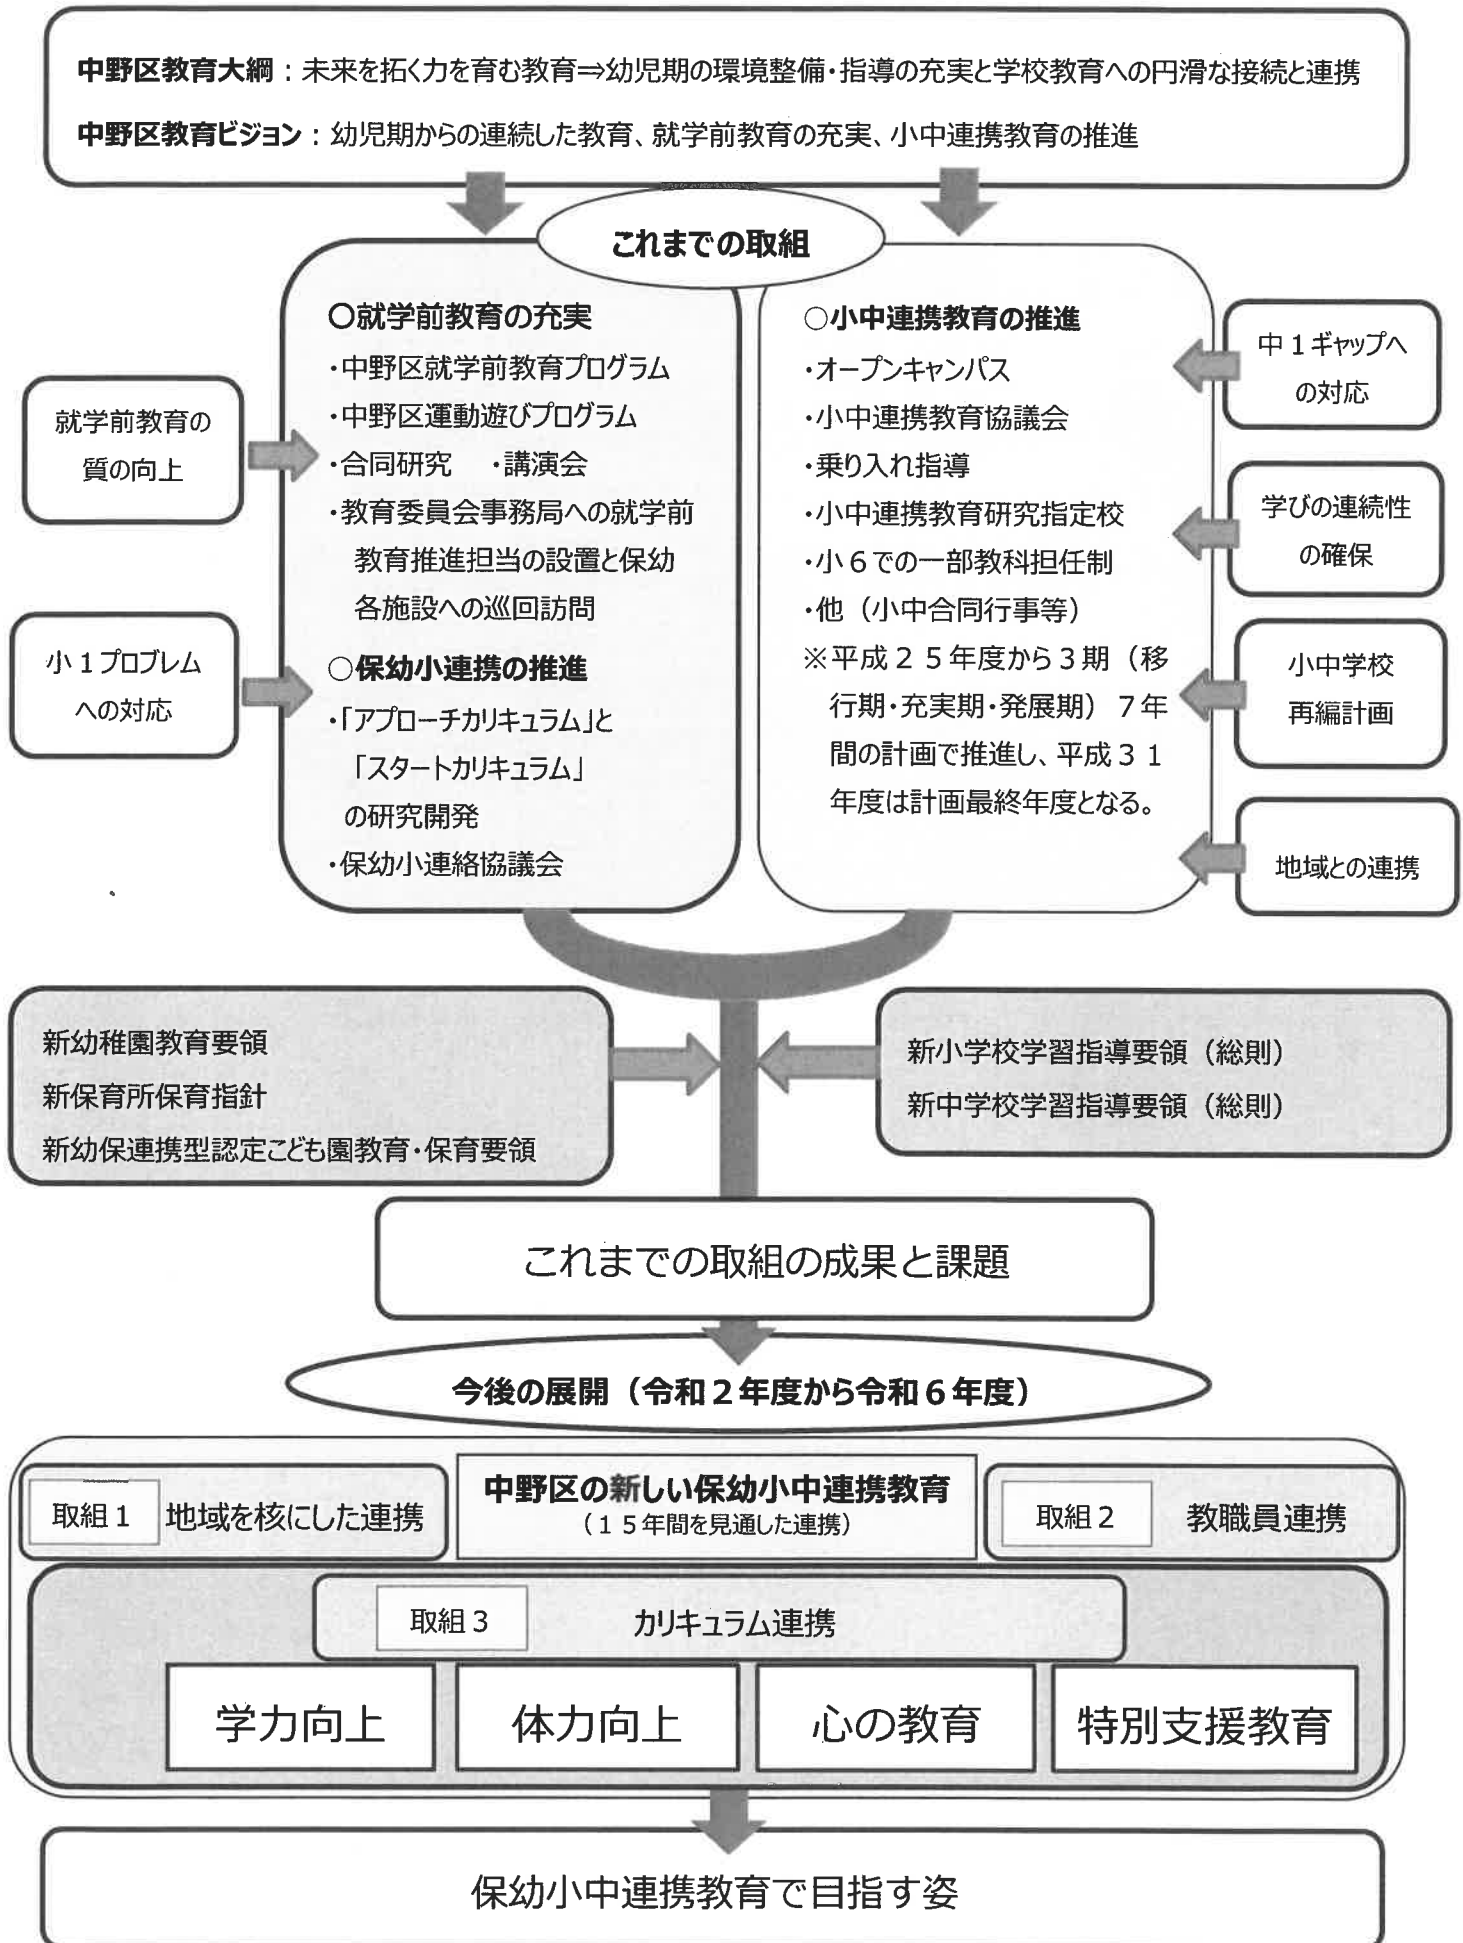 中野区教育大綱：未来を拓く力を育む教育⇒幼児期の環境整備・指導の充実と学校教育への円滑な接続と連携
中野区教育ビジョン：幼児期からの連続した教育、就学前教育の充実、小中連携教育の推進
これまでの取組
就学前教育の
質の向上
小１プロブレム
への対応
〇就学前教育の充実
・中野区就学前教育プログラム
・中野区運動遊びプログラム
・合同研究　・講演会
・教育委員会事務局への就学前
教育推進担当の設置と保幼
各施設への巡回訪問
○保幼小連携の推進
・「アプローチカリキュラム」と
「スタートカリキュラム」
の研究開発
・保幼小連絡協議会
○小中連携教育の推進
・オープンキャンパス
・小中連携教育協議会
・乗り入れ指導
・小中連携教育研究指定校
・小６での一部教科担任制
・他（小中合同行事等）
※平成２５年度から３期（移
行期・充実期・発展期）７年
間の計画で推進し、平成３１
年度は計画最終年度となる。
中１ギャップへ
の対応
学びの連続性
の確保
小中学校
再編計画
地域との連携
新幼稚園教育要領
新保育所保育指針
新幼保連携型認定こども園教育・保育要領
新小学校学習指導要領（総則）
新中学校学習指導要領（総則）
これまでの取組の成果と課題
今後の展開（令和２年度から令和６年度）
取組１　地域を核にした連携
中野区の新しい保幼小中連携教育
（１５年間を見通した連携）
取組２　教職員連携
取組３　カリキュラム連携
学力向上
体力向上
心の教育
特別支援教育
保幼小中連携教育で目指す姿